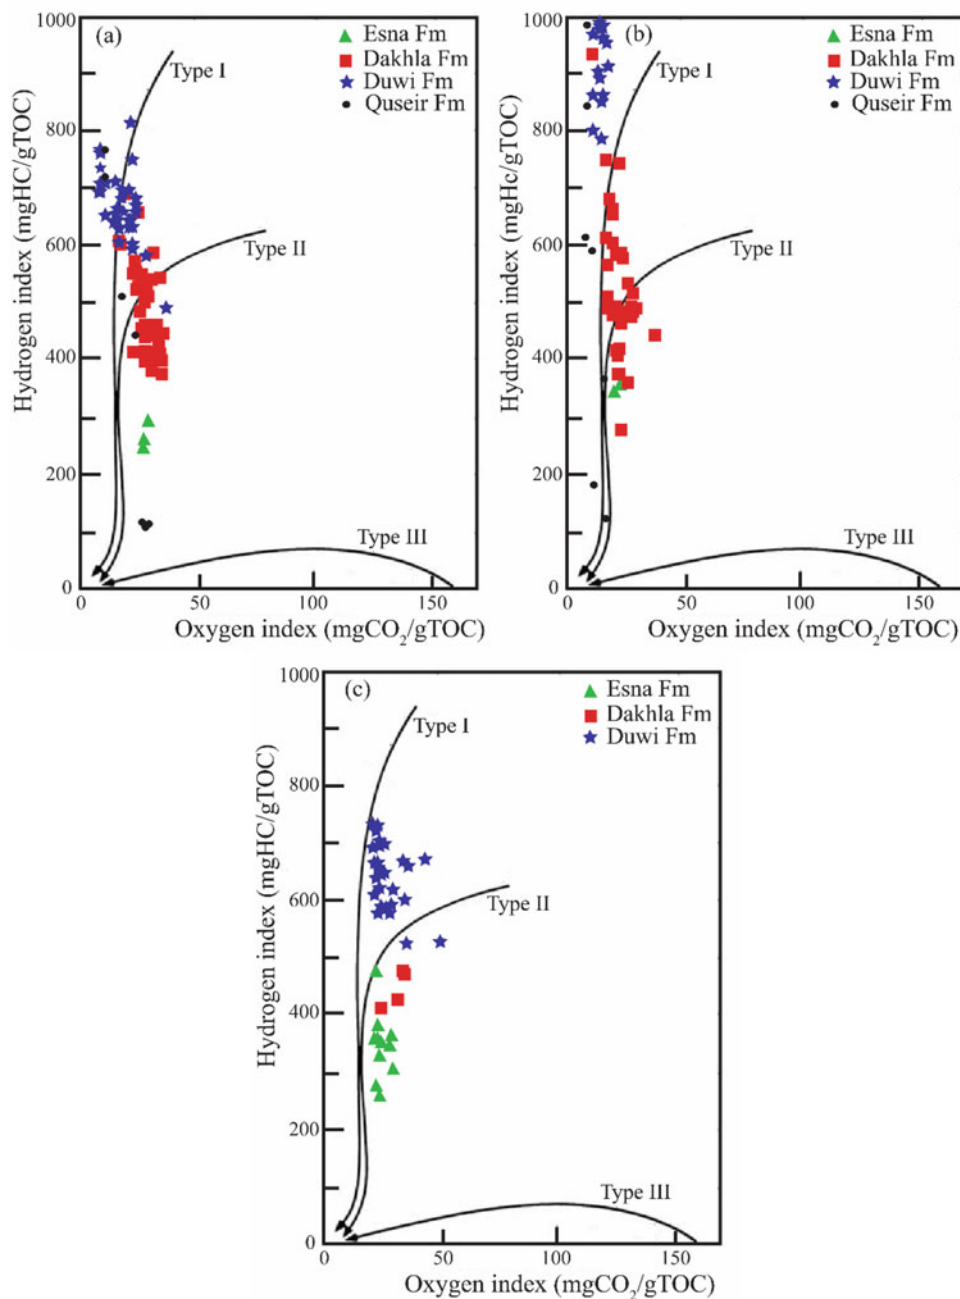 (a)
Esna Fm
Dakhla Fm
Duwi Fm
Quseir Fm
Type I
Type II
Type III
1000
800
600
400
200
0
0 50 100 150
Hydrogen index (mgHC/gTOC)
Oxygen index (mgCO₂/gTOC)
(b)
Esna Fm
Dakhla Fm
Duwi Fm
Quseir Fm
Type I
Type II
Type III
1000
800
600
400
200
0
0 50 100 150
Hydrogen index (mgHc/gTOC)
Oxygen index (mgCO₂/gTOC)
(c)
Esna Fm
Dakhla Fm
Duwi Fm
Type I
Type II
Type III
1000
800
600
400
200
0
0 50 100 150
Hydrogen index (mgHC/gTOC)
Oxygen index (mgCO₂/gTOC)